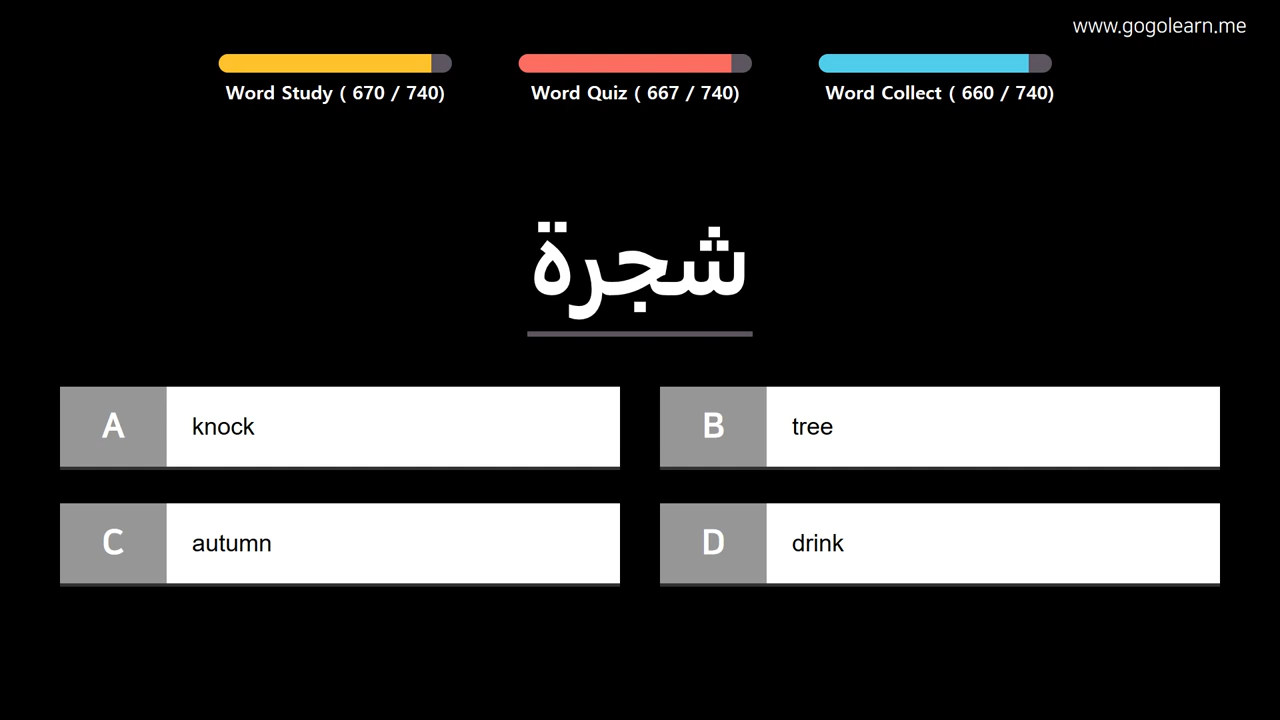 www.gogolearn.me
Word Study ( 670 / 740)
Word Quiz ( 667 / 740)
Word Collect ( 660 / 740)
شجرة
A knock
B tree
C autumn
D drink